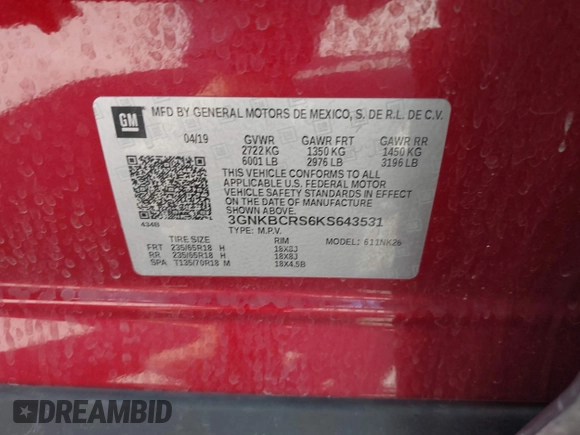 GM
MFD BY GENERAL MOTORS DE MEXICO, S. DE R.L. DE C.V.
04/19 GVWR GAWR FRT GAWR RR
2722 KG 1350 KG 1450 KG
6001 LB 2976 LB 3196 LB
THIS VEHICLE CONFORMS TO ALL
APPLICABLE U.S. FEDERAL MOTOR
VEHICLE SAFETY STANDARDS IN EFFECT
ON THE DATE OF MANUFACTURE
SHOWN ABOVE.
434B 3GNKBCRS6KS643531
TYPE: M.P.V.
TIRE SIZE RIM MODEL: 611NK26
FRT 235/65R18 H 18X8J
RR 235/65R18 H 18X8J
SPA T135/70R18 M 18X4.5B
DREAMBID